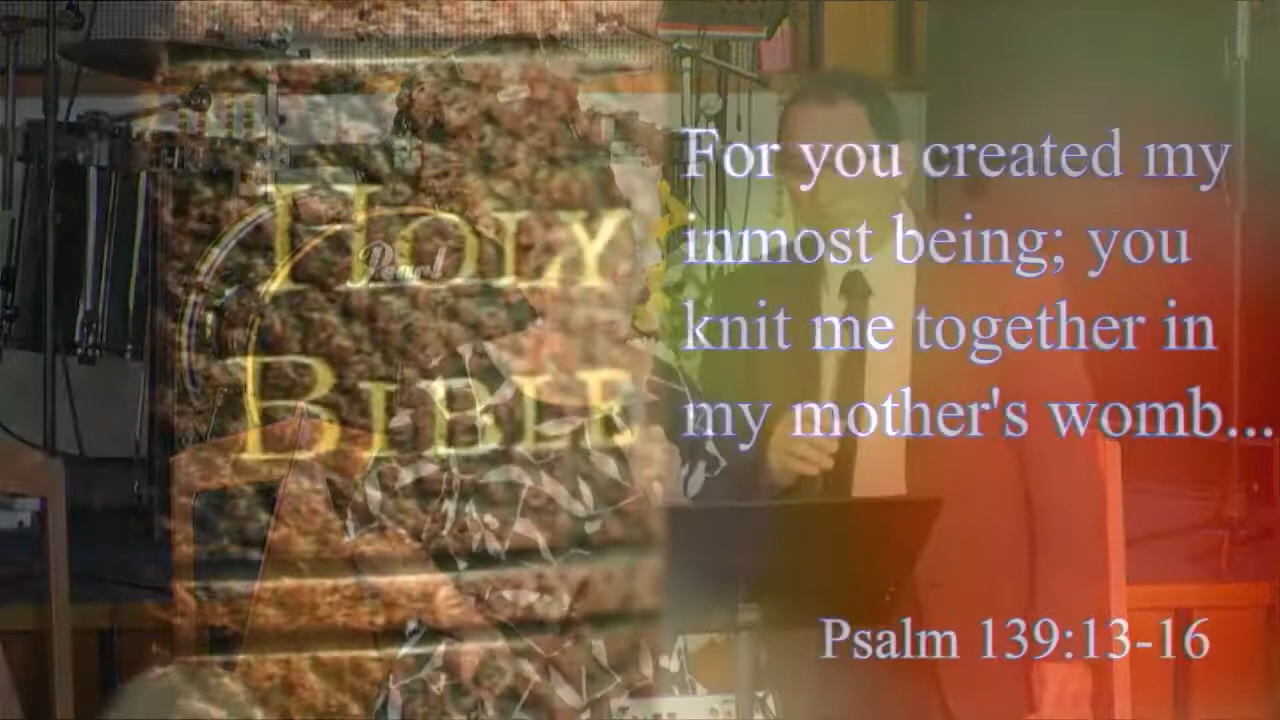 HOLY
Pearl
BIBLE
For you created my
inmost being; you
knit me together in
my mother's womb...
Psalm 139:13-16